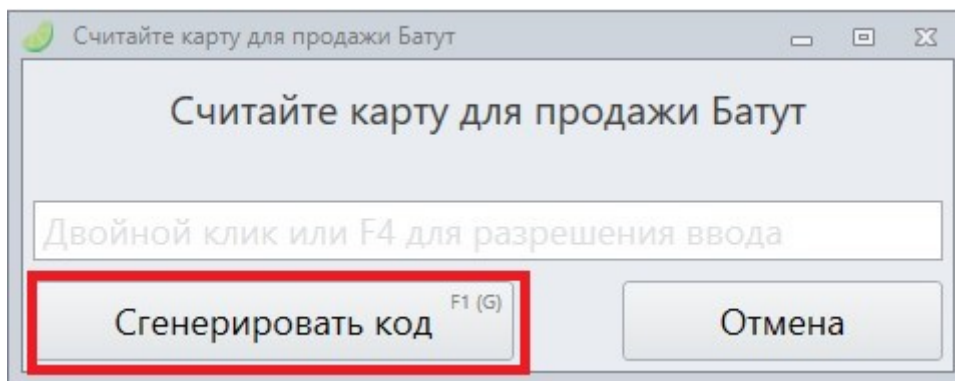 Считайте карту для продажи Батут
Считайте карту для продажи Батут
Двойной клик или F4 для разрешения ввода
Сгенерировать код F1 (G) Отмена